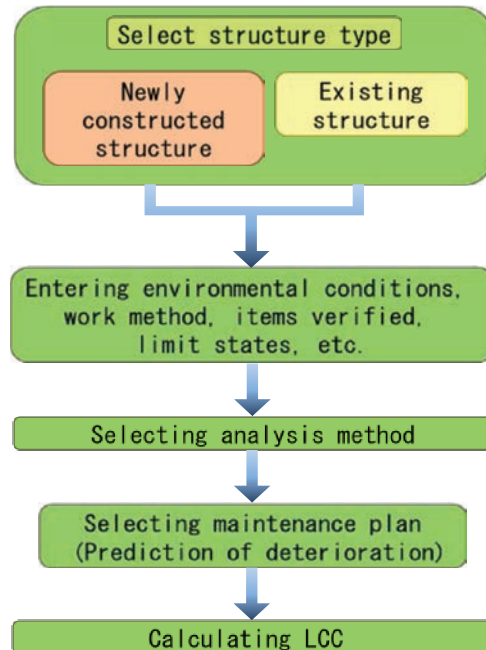 Select structure type
Newly
constructed
structure
Existing
structure
Entering environmental conditions,
work method, items verified,
limit states, etc.
Selecting analysis method
Selecting maintenance plan
(Prediction of deterioration)
Calculating LCC